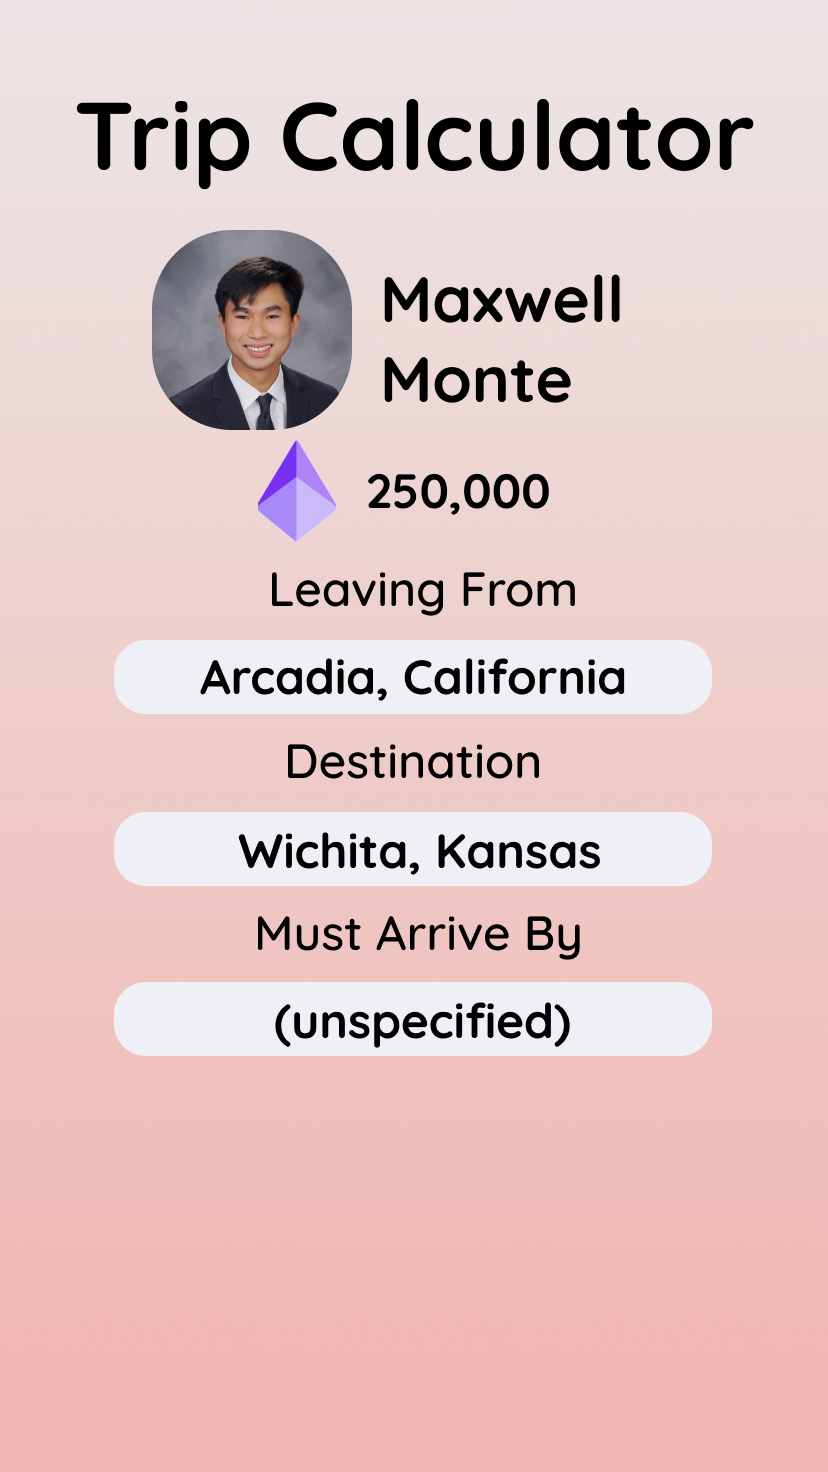 Trip Calculator
Maxwell
Monte
250,000
Leaving From
Arcadia, California
Destination
Wichita, Kansas
Must Arrive By
(unspecified)